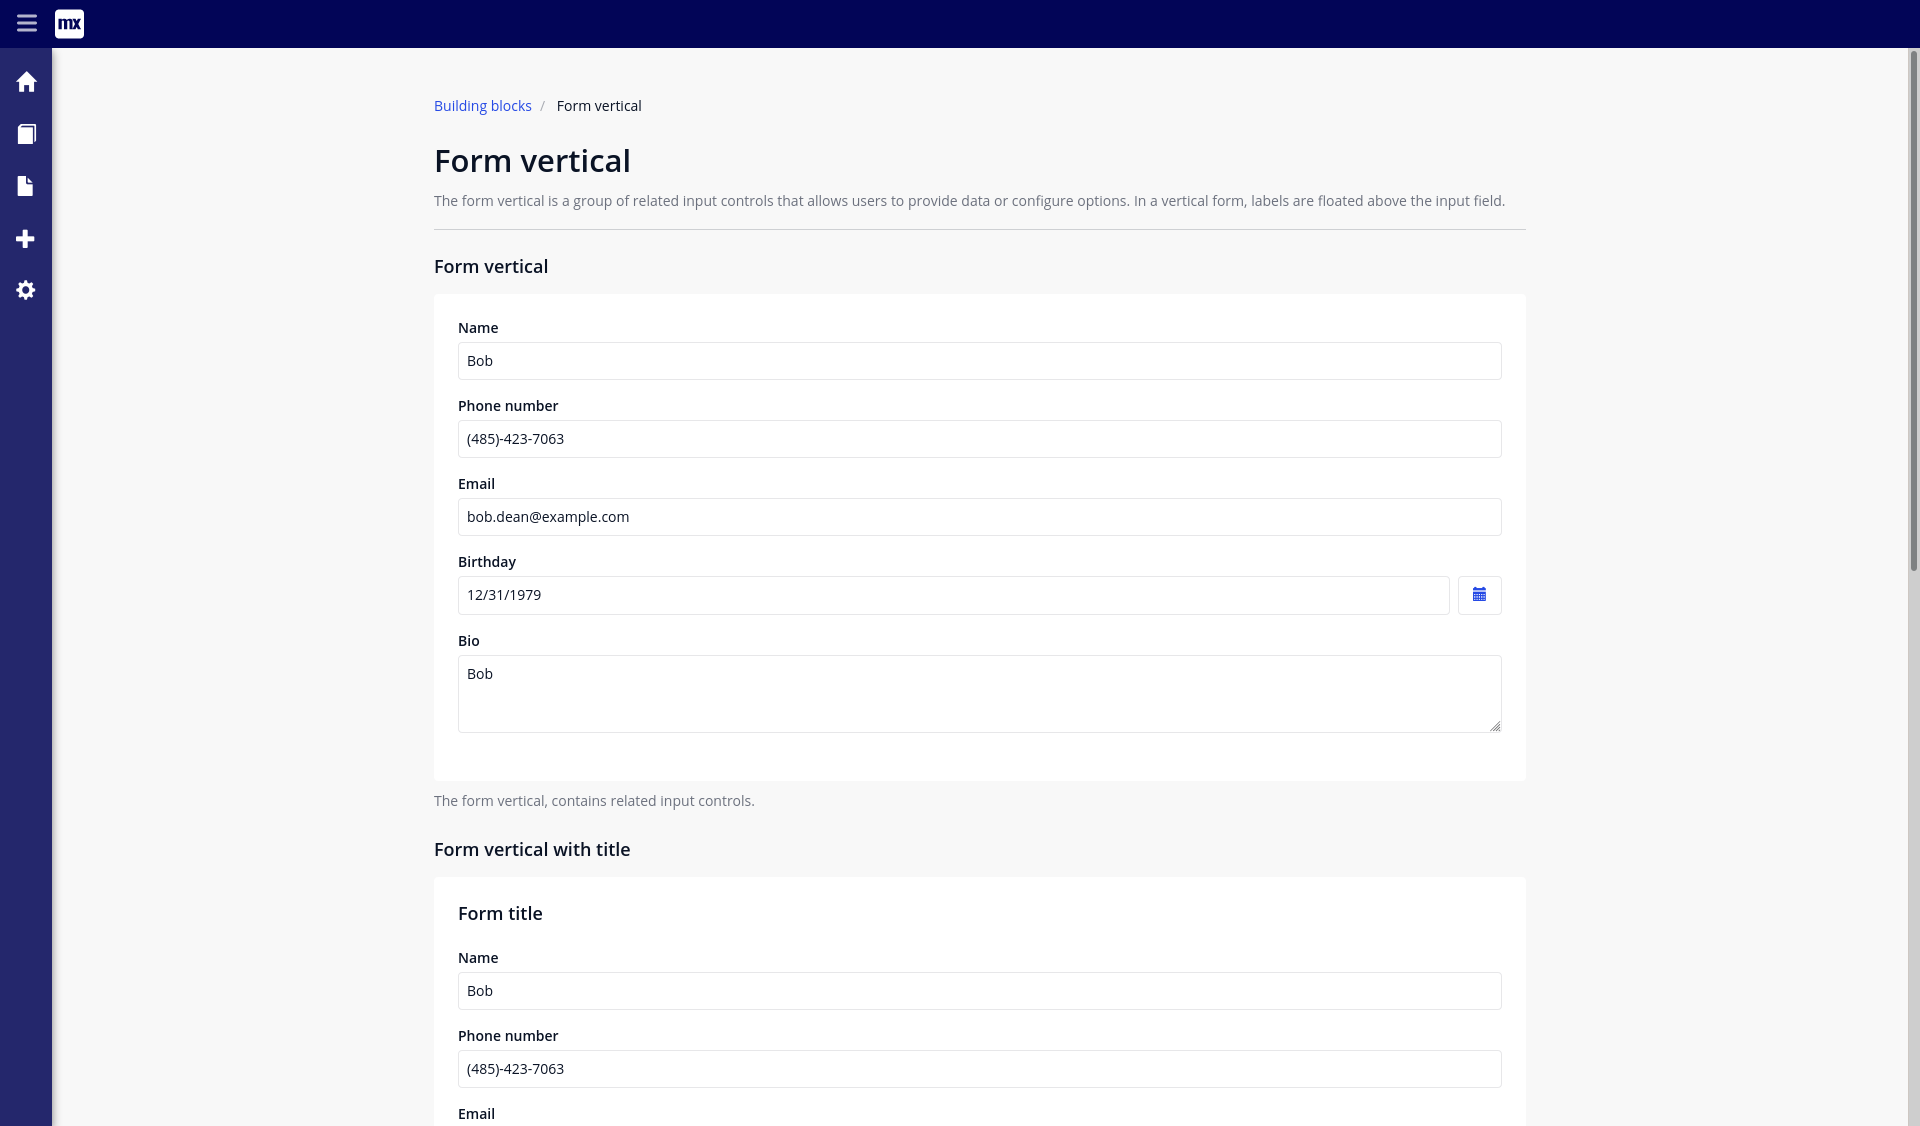 mx
Building blocks / Form vertical
Form vertical
The form vertical is a group of related input controls that allows users to provide data or configure options. In a vertical form, labels are floated above the input field.
Form vertical
Name
Bob
Phone number
(485)-423-7063
Email
bob.dean@example.com
Birthday
12/31/1979
Bio
Bob
The form vertical, contains related input controls.
Form vertical with title
Form title
Name
Bob
Phone number
(485)-423-7063
Email